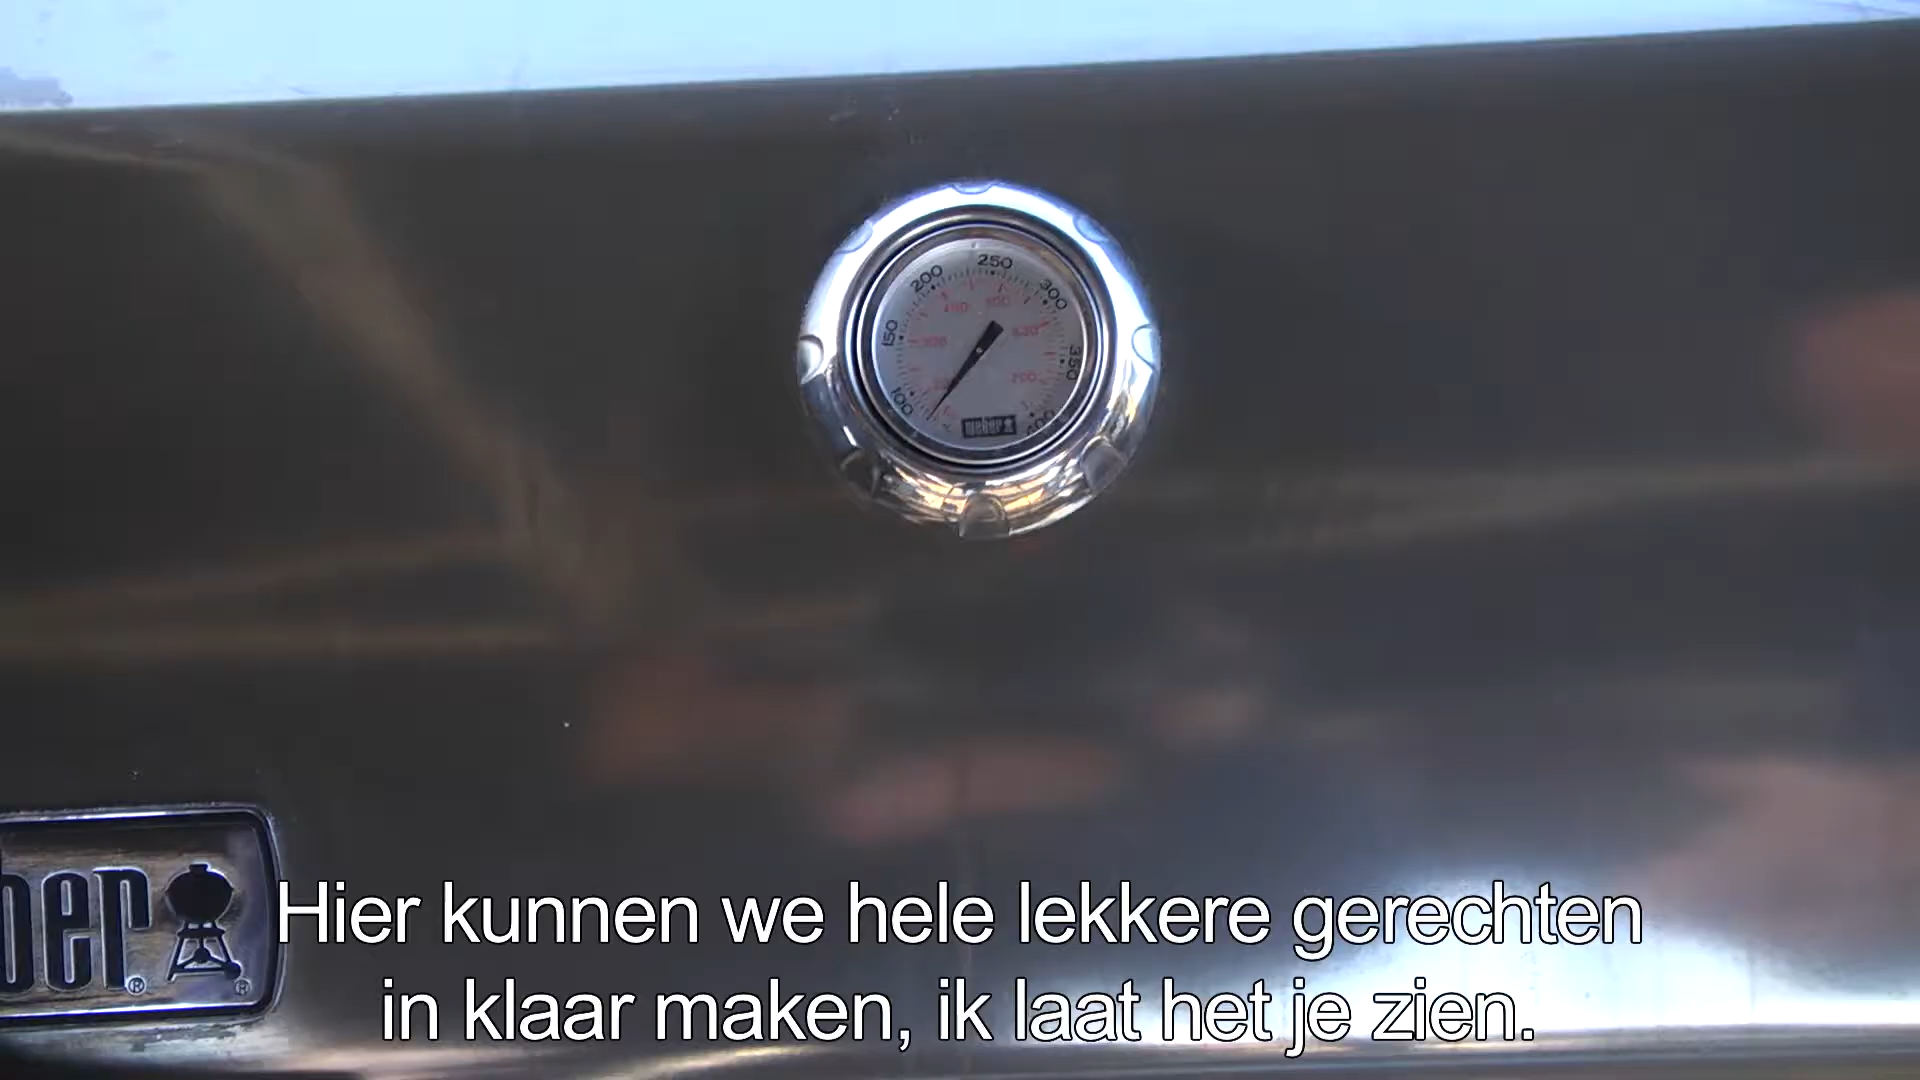 250
200
300
150
350
100
weber
ber
Hier kunnen we hele lekkere gerechten
in klaar maken, ik laat het je zien.